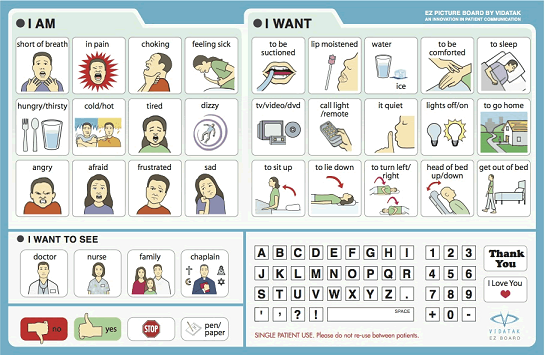 I AM
short of breath
in pain
choking
feeling sick
hungry/thirsty
cold/hot
tired
dizzy
angry
afraid
frustrated
sad
I WANT
EZ PICTURE BOARD BY VIDATAK
AN INNOVATION IN PATIENT COMMUNICATION
to be
suctioned
lip moistened
water
ice
to be
comforted
to sleep
tv/video/dvd
call light
/remote
it quiet
lights off/on
to go home
to sit up
to lie down
to turn left/
right
head of bed
up/down
get out of bed
I WANT TO SEE
doctor
nurse
family
chaplain
no
yes
STOP
pen/
paper
A B C D E F G H I
J K L M N O P Q R
S T U V W X Y Z .
' , ? ! SPACE
1 2 3
4 5 6
7 8 9
+ 0 -
Thank
You
I Love You
VIDATAK
EZ BOARD
SINGLE PATIENT USE. Please do not re-use between patients.